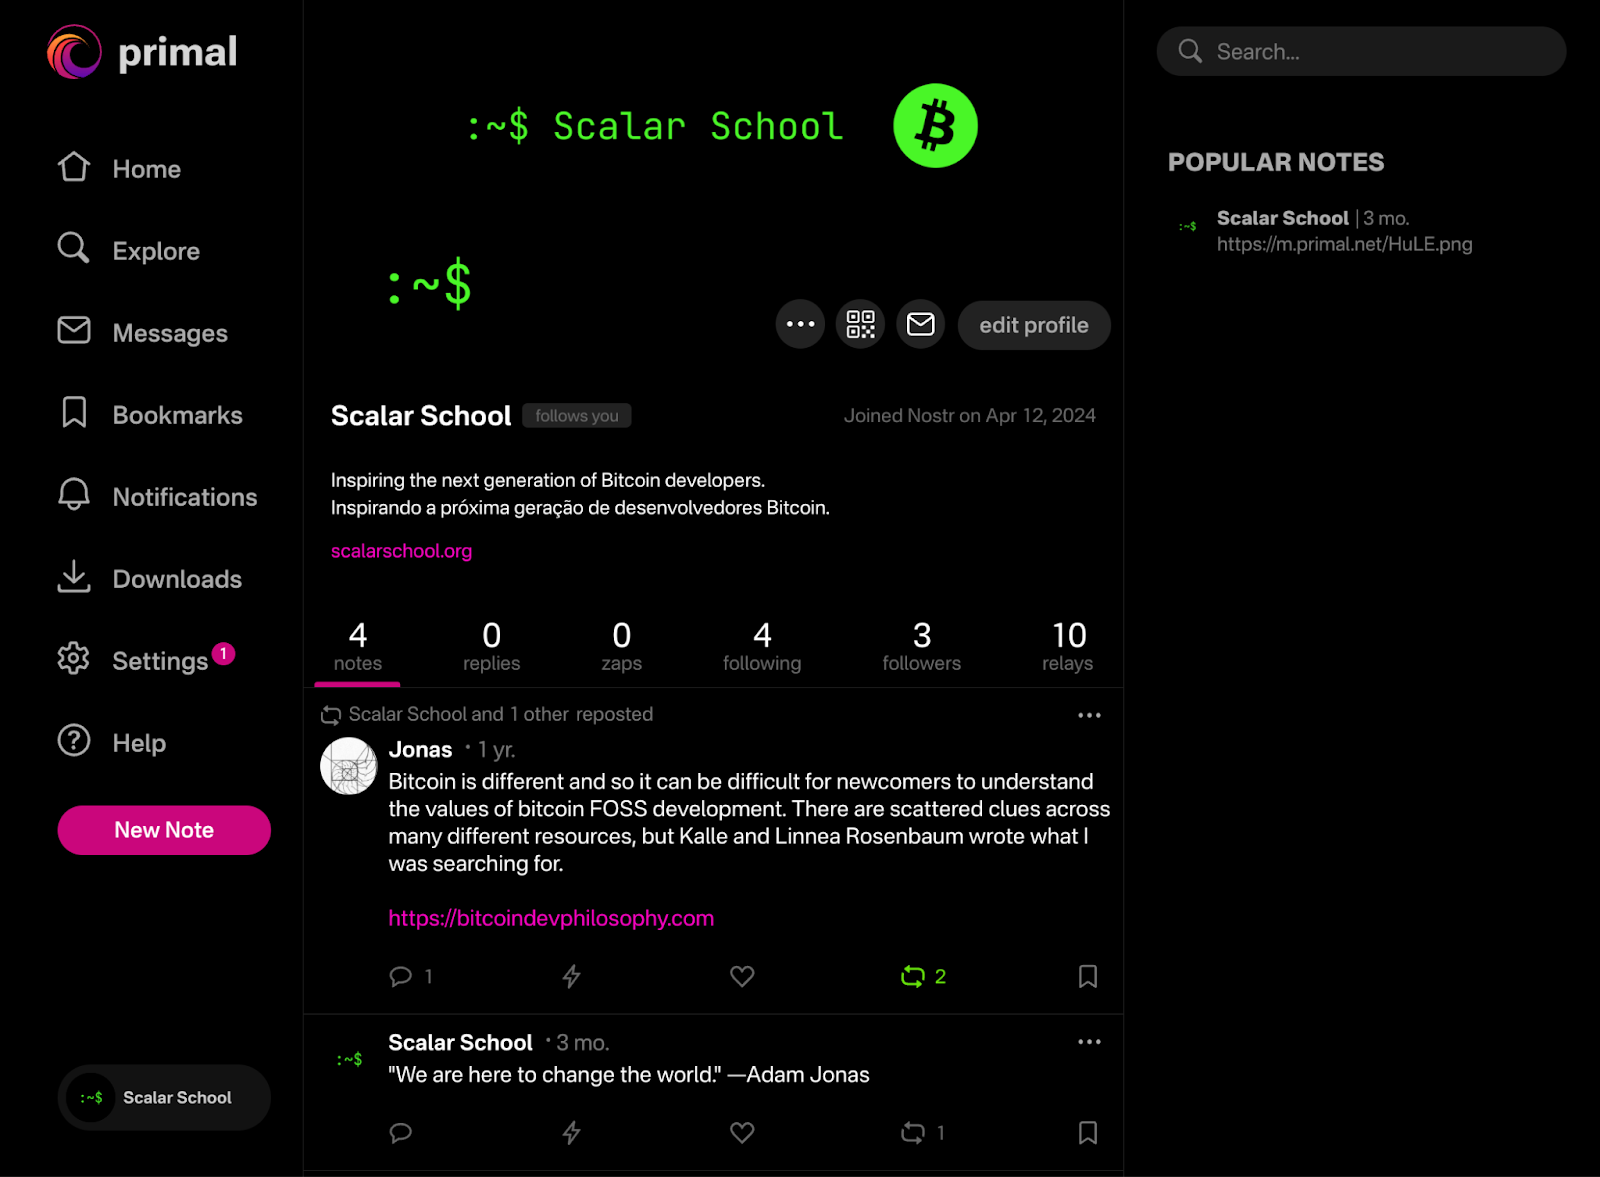 primal
Home
Explore
Messages
Bookmarks
Notifications
Downloads
Settings 1
Help
New Note
:~$ Scalar School
:~$ Scalar School
:~$
edit profile
Scalar School follows you
Joined Nostr on Apr 12, 2024
Inspiring the next generation of Bitcoin developers.
Inspirando a próxima geração de desenvolvedores Bitcoin.
scalarschool.org
4 notes
0 replies
0 zaps
4 following
3 followers
10 relays
Scalar School and 1 other reposted
Jonas · 1 yr.
Bitcoin is different and so it can be difficult for newcomers to understand
the values of bitcoin FOSS development. There are scattered clues across
many different resources, but Kalle and Linnea Rosenbaum wrote what I
was searching for.
https://bitcoindevphilosophy.com
1
2
:~$
Scalar School · 3 mo.
"We are here to change the world." —Adam Jonas
1
Search...
POPULAR NOTES
:~$
Scalar School | 3 mo.
https://m.primal.net/HuLE.png